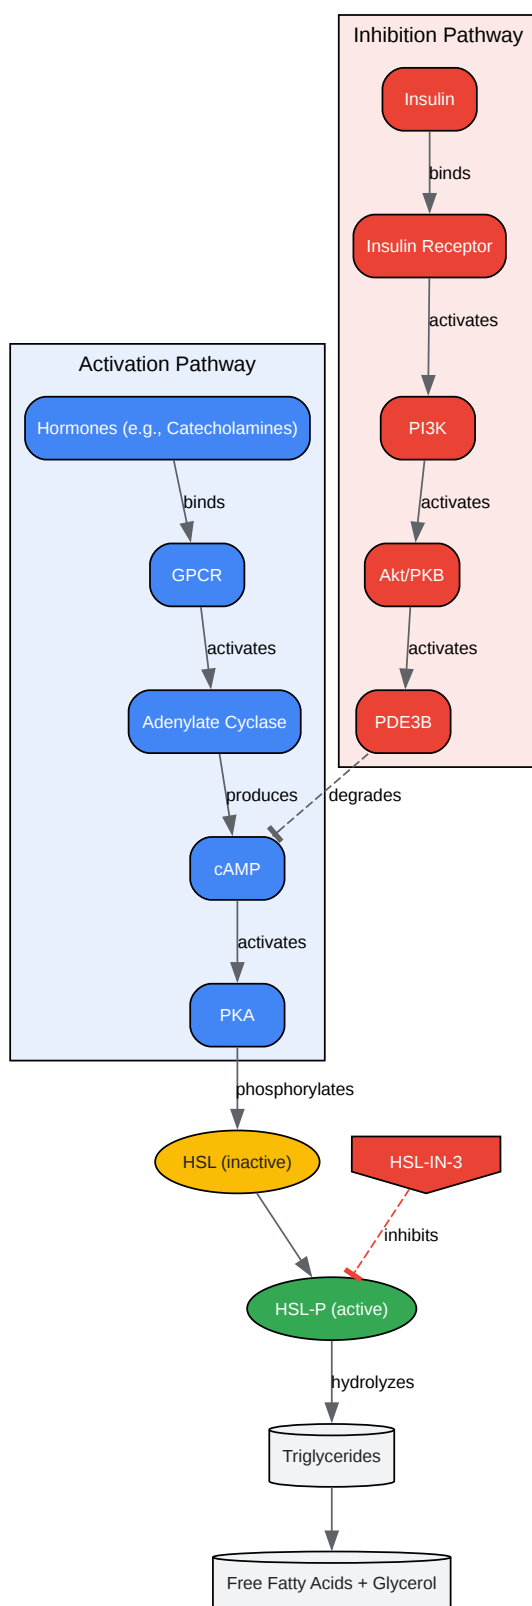 Inhibition Pathway
Insulin
binds
Insulin Receptor
activates
Activation Pathway
Hormones (e.g., Catecholamines)
PI3K
binds
activates
GPCR
Akt/PKB
activates
activates
Adenylate Cyclase
PDE3B
produces
degrades
cAMP
activates
PKA
phosphorylates
HSL (inactive)
HSL-IN-3
inhibits
HSL-P (active)
hydrolyzes
Triglycerides
Free Fatty Acids + Glycerol